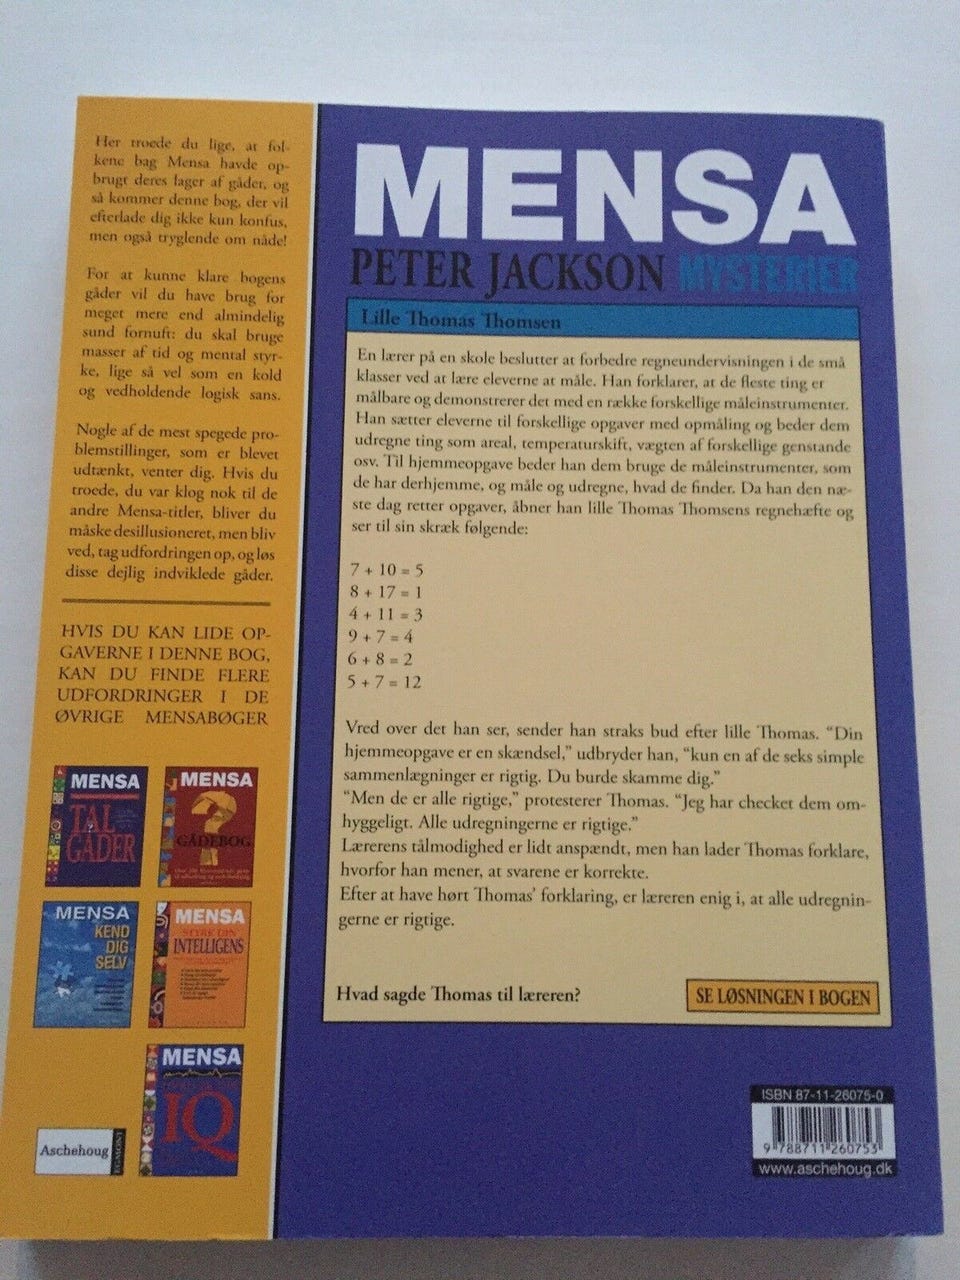 Her troede du lige, at fol-
kene bag Mensa havde op-
brugt deres lager af gåder, og
så kommer denne bog, der vil
efterlade dig ikke kun konfus,
men også tryglende om nåde!
For at kunne klare bogens
gåder vil du have brug for
meget mere end almindelig
sund fornuft: du skal bruge
masser af tid og mental styr-
ke, lige så vel som en kold
og vedholdende logisk sans.
Nogle af de mest spegede pro-
blemstillinger, som er blevet
udtænkt, venter dig. Hvis du
troede, du var klog nok til de
andre Mensa-titler, bliver du
måske desillusioneret, men bliv
ved, tag udfordringen op, og løs
disse dejlig indviklede gåder.
HVIS DU KAN LIDE OP-
GAVERNE I DENNE BOG,
KAN DU FINDE FLERE
UDFORDRINGER I DE
ØVRIGE MENSABØGER
MENSA
TAL
GÅDER
MENSA
GÅDEBOG
MENSA
KEND
DIG
SELV
MENSA
STYRK DIN
INTELLIGENS
MENSA
IQ
Aschehoug
EGMONT
MENSA
PETER JACKSON MYSTERIER
Lille Thomas Thomsen
En lærer på en skole beslutter at forbedre regneundervisningen i de små
klasser ved at lære eleverne at måle. Han forklarer, at de fleste ting er
målbare og demonstrerer det med en række forskellige måleinstrumenter.
Han sætter eleverne til forskellige opgaver med opmåling og beder dem
udregne ting som areal, temperaturskift, vægten af forskellige genstande
osv. Til hjemmeopgave beder han dem bruge de måleinstrumenter, som
de har derhjemme, og måle og udregne, hvad de finder. Da han den næ-
ste dag retter opgaver, åbner han lille Thomas Thomsens regnehæfte og
ser til sin skræk følgende:
7 + 10 = 5
8 + 17 = 1
4 + 11 = 3
9 + 7 = 4
6 + 8 = 2
5 + 7 = 12
Vred over det han ser, sender han straks bud efter lille Thomas. “Din
hjemmeopgave er en skændsel,” udbryder han, “kun en af de seks simple
sammenlægninger er rigtig. Du burde skamme dig.”
“Men de er alle rigtige,” protesterer Thomas. “Jeg har checket dem om-
hyggeligt. Alle udregningerne er rigtige.”
Lærerens tålmodighed er lidt anspændt, men han lader Thomas forklare,
hvorfor han mener, at svarene er korrekte.
Efter at have hørt Thomas’ forklaring, er læreren enig i, at alle udregnin-
gerne er rigtige.
Hvad sagde Thomas til læreren?
SE LØSNINGEN I BOGEN
ISBN 87-11-26075-0
9 788711 260753
www.aschehoug.dk